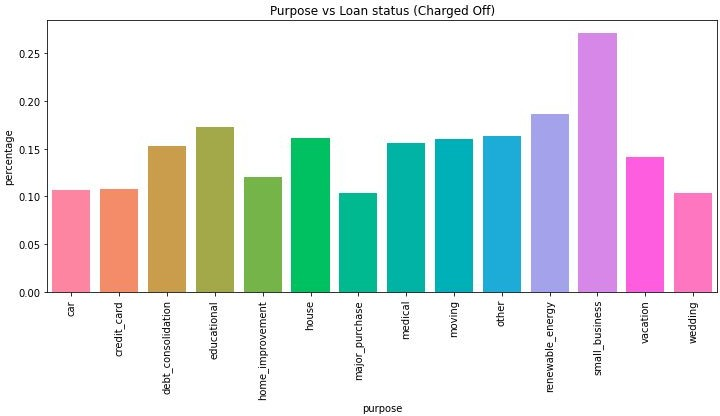 Purpose vs Loan status (Charged Off)
percentage
0.25
0.20
0.15
0.10
0.05
0.00
car
credit_card
debt_consolidation
educational
home_improvement
house
major_purchase
medical
moving
other
renewable_energy
small_business
vacation
wedding
purpose